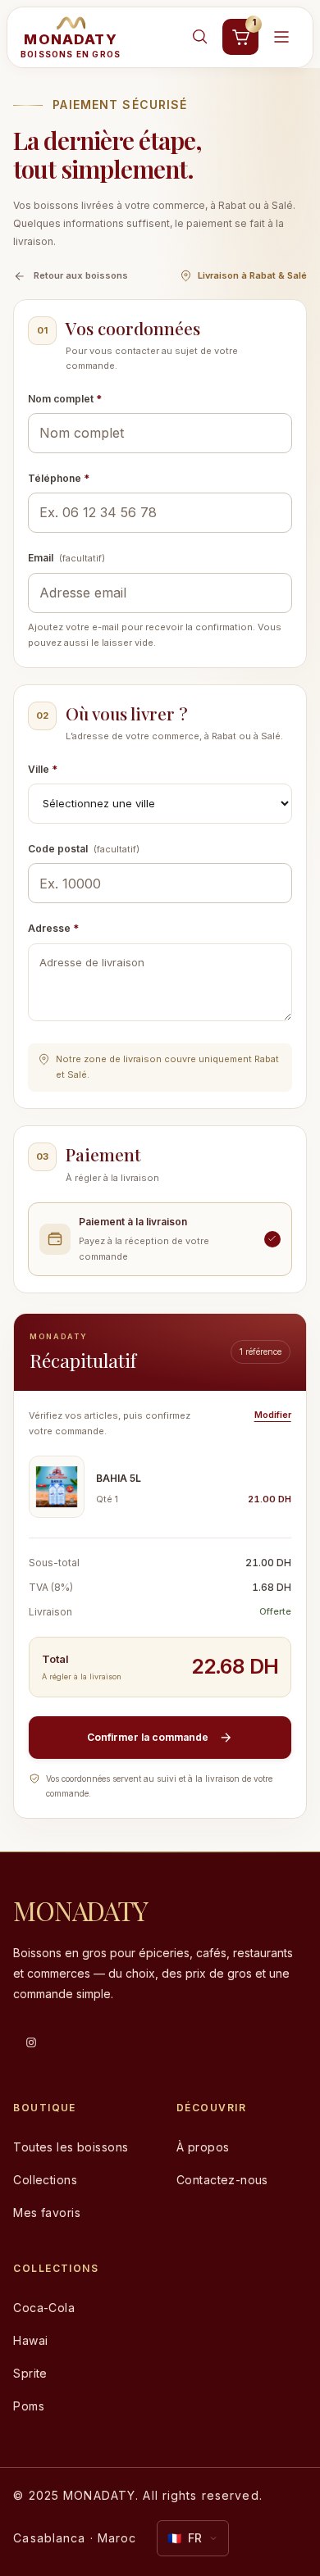 MONADATY
BOISSONS EN GROS
1
PAIEMENT SÉCURISÉ
La dernière étape,
tout simplement.
Vos boissons livrées à votre commerce, à Rabat ou à Salé.
Quelques informations suffisent, le paiement se fait à la
livraison.
Retour aux boissons
Livraison à Rabat & Salé
01
Vos coordonnées
Pour vous contacter au sujet de votre
commande.
Nom complet *
Nom complet
Téléphone *
Ex. 06 12 34 56 78
Email (facultatif)
Adresse email
Ajoutez votre e-mail pour recevoir la confirmation. Vous
pouvez aussi le laisser vide.
02
Où vous livrer ?
L'adresse de votre commerce, à Rabat ou à Salé.
Ville *
Sélectionnez une ville
Code postal (facultatif)
Ex. 10000
Adresse *
Adresse de livraison
Notre zone de livraison couvre uniquement Rabat
et Salé.
03
Paiement
À régler à la livraison
Paiement à la livraison
Payez à la réception de votre
commande
MONADATY
Récapitulatif
1 référence
Vérifiez vos articles, puis confirmez
votre commande.
Modifier
BAHIA 5L
Qté 1
21.00 DH
Sous-total
21.00 DH
TVA (8%)
1.68 DH
Livraison
Offerte
Total
À régler à la livraison
22.68 DH
Confirmer la commande
Vos coordonnées servent au suivi et à la livraison de votre
commande.
MONADATY
Boissons en gros pour épiceries, cafés, restaurants
et commerces — du choix, des prix de gros et une
commande simple.
BOUTIQUE
DÉCOUVRIR
Toutes les boissons
À propos
Collections
Contactez-nous
Mes favoris
COLLECTIONS
Coca-Cola
Hawai
Sprite
Poms
© 2025 MONADATY. All rights reserved.
Casablanca · Maroc
FR